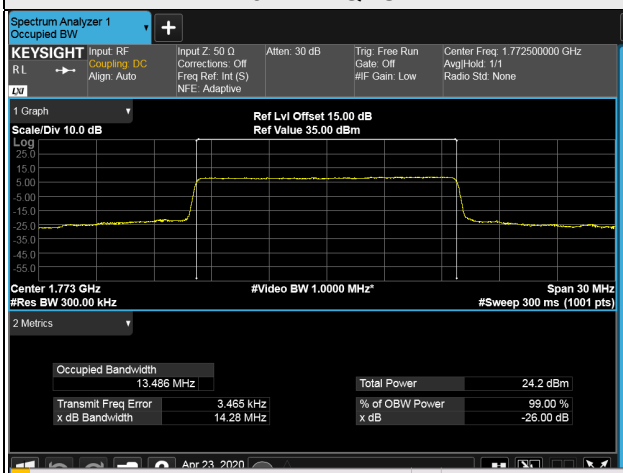 Spectrum Analyzer 1
Occupied BW
KEYSIGHT Input: RF Input Z: 50 Ω Atten: 30 dB Trig: Free Run Center Freq: 1.772500000 GHz
RL Coupling: DC Corrections: Off Gate: Off Avg|Hold: 1/1
Align: Auto Freq Ref: Int (S) #IF Gain: Low Radio Std: None
LXI NFE: Adaptive
1 Graph Ref Lvl Offset 15.00 dB
Scale/Div 10.0 dB Ref Value 35.00 dBm
Log
25.0
15.0
5.00
-5.00
-15.0
-25.0
-35.0
-45.0
-55.0
Center 1.773 GHz #Video BW 1.0000 MHz* Span 30 MHz
#Res BW 300.00 kHz #Sweep 300 ms (1001 pts)
2 Metrics
Occupied Bandwidth
13.486 MHz Total Power 24.2 dBm
Transmit Freq Error 3.465 kHz % of OBW Power 99.00 %
x dB Bandwidth 14.28 MHz x dB -26.00 dB
Apr 23, 2020